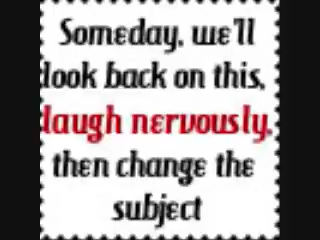 Someday, we'll
look back on this,
laugh nervously,
then change the
subject